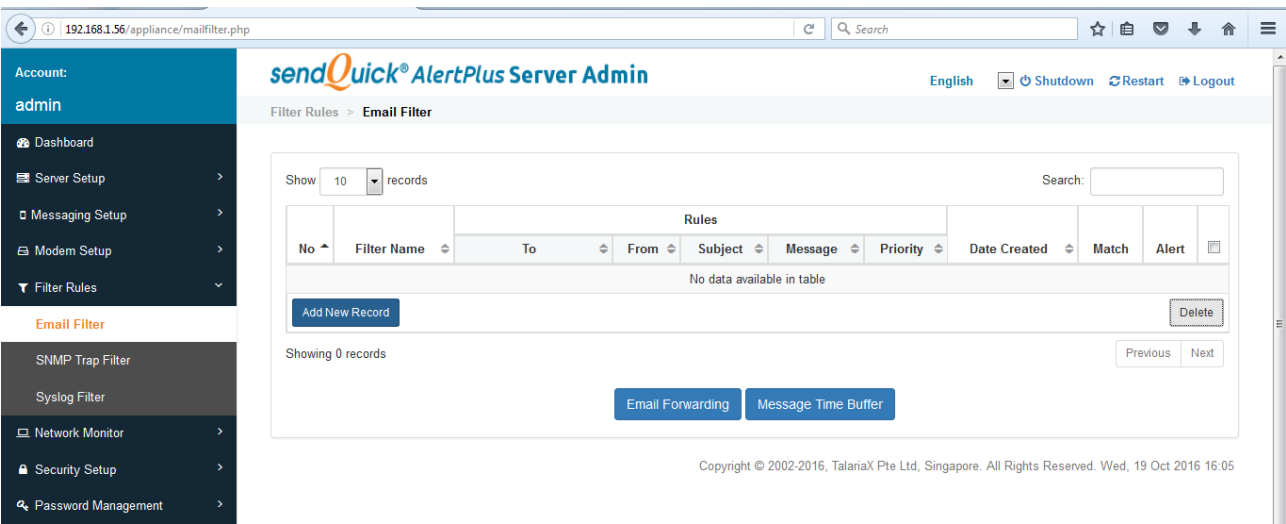 192.168.1.56/appliance/mailfilter.php
Search
Account:
admin
sendQuick® AlertPlus Server Admin
English
Shutdown
Restart
Logout
Filter Rules > Email Filter
Dashboard
Server Setup
Messaging Setup
Modem Setup
Filter Rules
Email Filter
SNMP Trap Filter
Syslog Filter
Network Monitor
Security Setup
Password Management
Show 10 records
Search:
Rules
No Filter Name To From Subject Message Priority Date Created Match Alert
No data available in table
Add New Record
Delete
Showing 0 records
Previous Next
Email Forwarding Message Time Buffer
Copyright © 2002-2016, TalariaX Pte Ltd, Singapore. All Rights Reserved. Wed, 19 Oct 2016 16:05